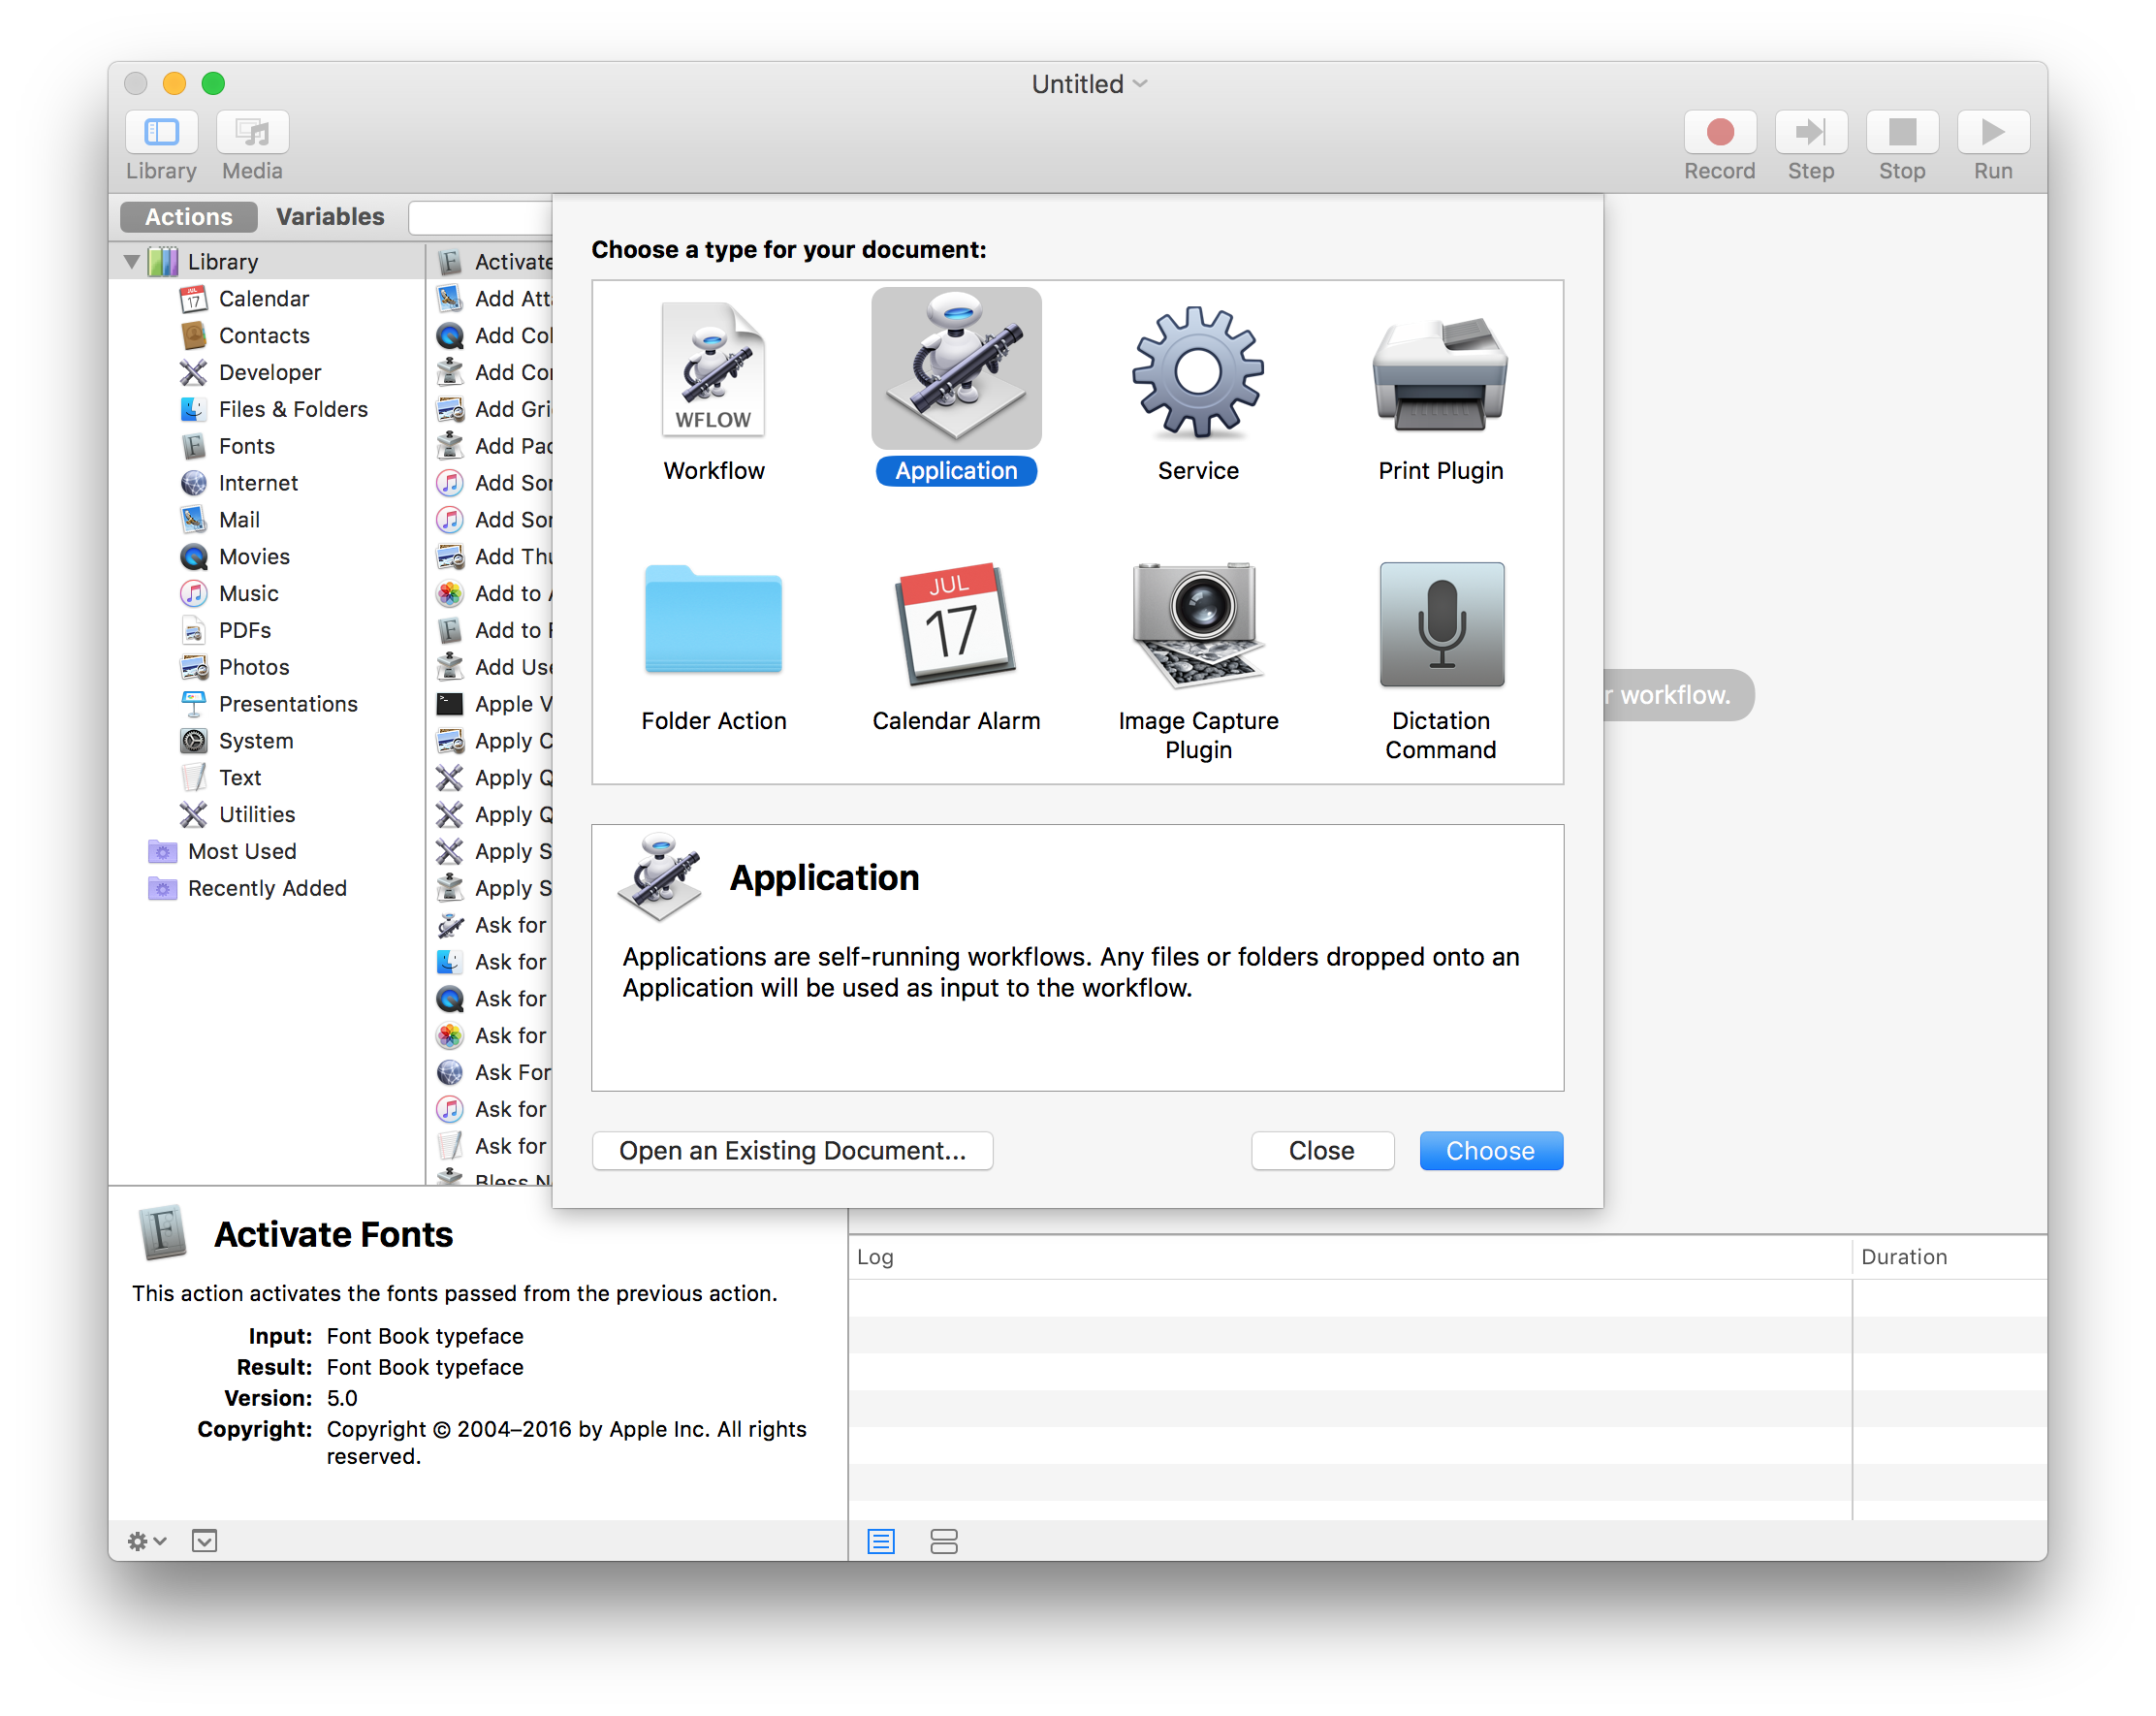 Untitled
Library
Media
Record
Step
Stop
Run
Actions
Variables
Library
Calendar
Contacts
Developer
Files & Folders
Fonts
Internet
Mail
Movies
Music
PDFs
Photos
Presentations
System
Text
Utilities
Most Used
Recently Added
Activate
Add Att
Add Col
Add Cor
Add Gri
Add Pac
Add Sor
Add Sor
Add Thu
Add to A
Add to F
Add Use
Apple V
Apply C
Apply Q
Apply Q
Apply S
Apply S
Ask for
Ask for
Ask for
Ask for
Ask For
Ask for
Ask for
Bless N
Choose a type for your document:
WFLOW
Workflow
Application
Service
Print Plugin
Folder Action
JUL
17
Calendar Alarm
Image Capture
Plugin
Dictation
Command
r workflow.
Application
Applications are self-running workflows. Any files or folders dropped onto an
Application will be used as input to the workflow.
Open an Existing Document...
Close
Choose
Activate Fonts
This action activates the fonts passed from the previous action.
Input: Font Book typeface
Result: Font Book typeface
Version: 5.0
Copyright: Copyright © 2004–2016 by Apple Inc. All rights
reserved.
Log
Duration